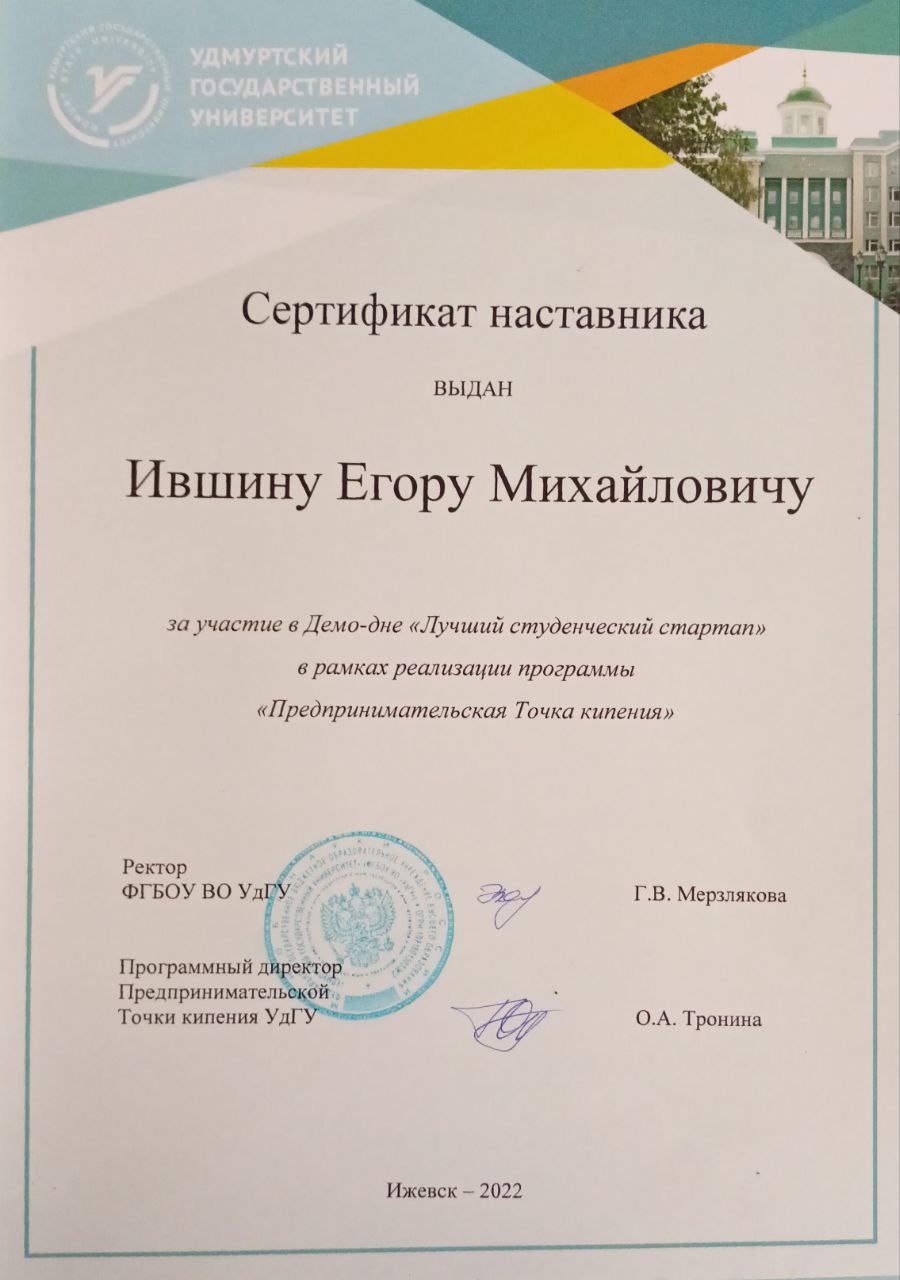 УДМУРТСКИЙ
ГОСУДАРСТВЕННЫЙ
УНИВЕРСИТЕТ
Сертификат наставника
ВЫДАН
Ившину Егору Михайловичу
за участие в Демо-дне «Лучший студенческий стартап»
в рамках реализации программы
«Предпринимательская Точка кипения»
Ректор
ФГБОУ ВО УдГУ
Г.В. Мерзлякова
Программный директор
Предпринимательской
Точки кипения УдГУ
О.А. Тронина
Ижевск – 2022